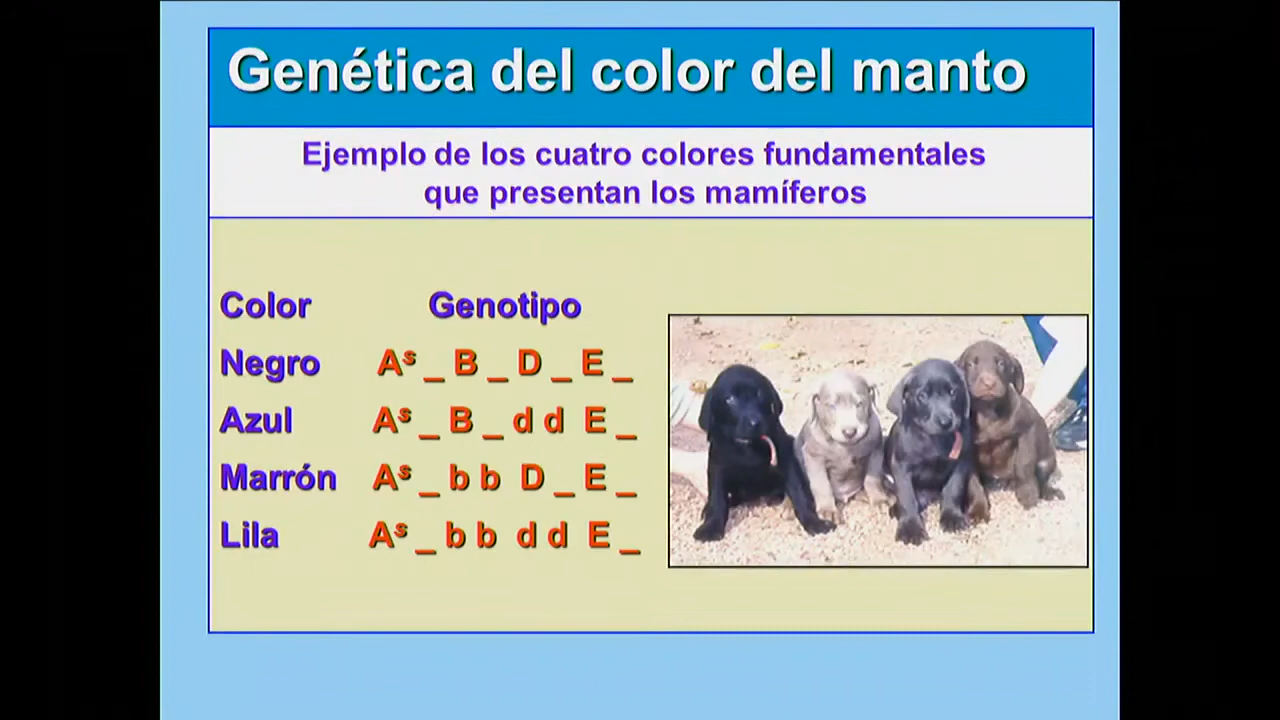 Genética del color del manto
Ejemplo de los cuatro colores fundamentales
que presentan los mamíferos
Color Genotipo
Negro Aˢ _ B _ D _ E _
Azul Aˢ _ B _ d d E _
Marrón Aˢ _ b b D _ E _
Lila Aˢ _ b b d d E _